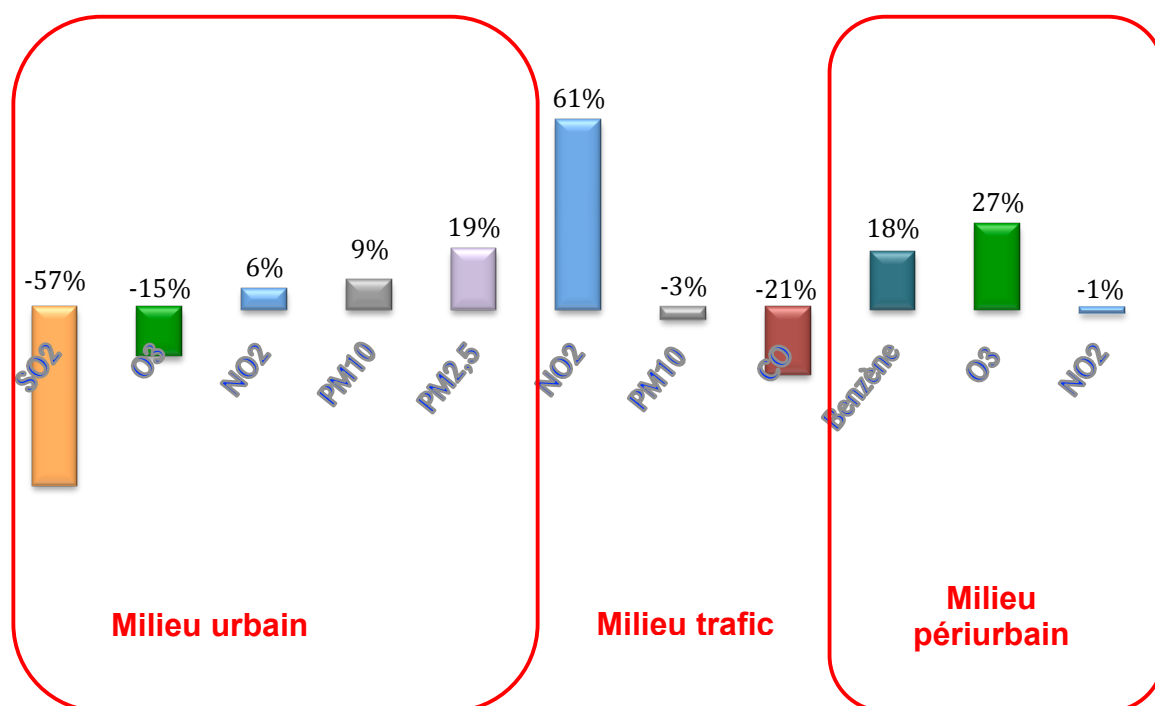 -57%
-15%
6%
9%
19%
61%
-3%
-21%
18%
27%
-1%
SO2
O3
NO2
PM10
PM2,5
NO2
PM10
CO
Benzène
O3
NO2
Milieu urbain
Milieu trafic
Milieu
périurbain